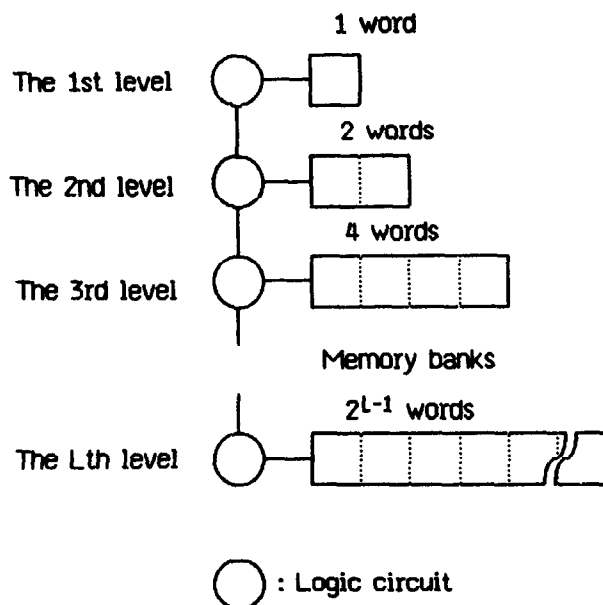 1 word
The 1st level
2 words
The 2nd level
4 words
The 3rd level
Memory banks
2^{L-1} words
The Lth level
: Logic circuit